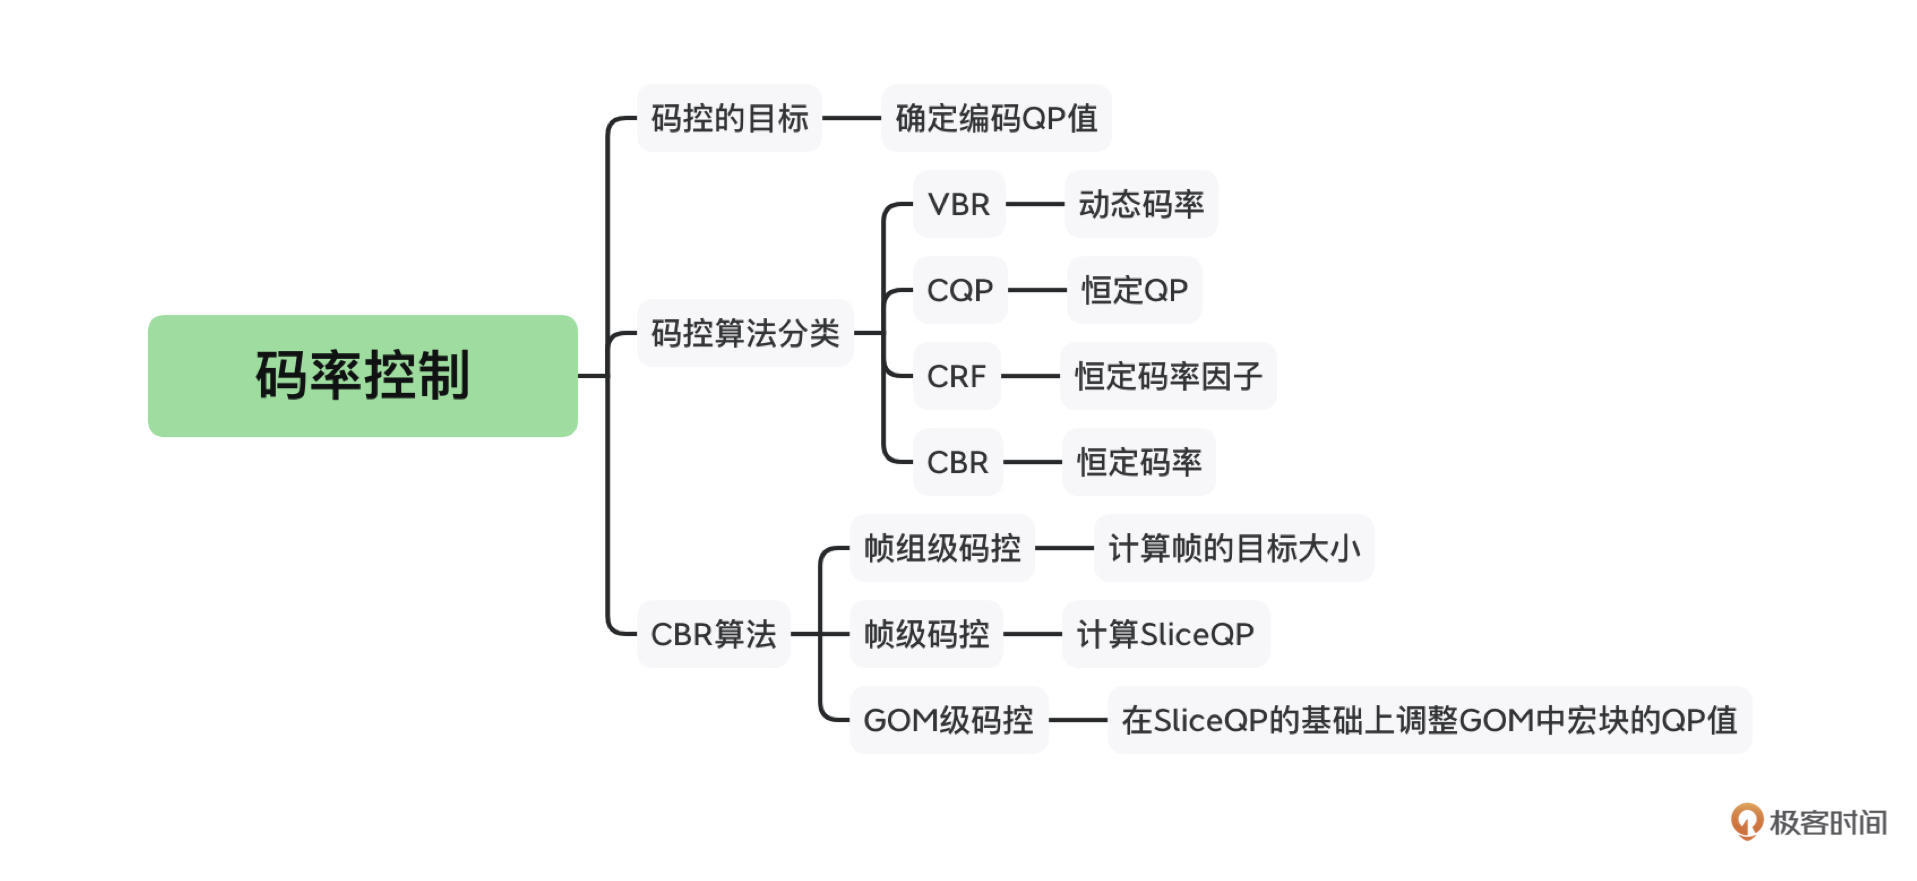 码率控制
码控的目标
确定编码QP值
码控算法分类
VBR
动态码率
CQP
恒定QP
CRF
恒定码率因子
CBR
恒定码率
CBR算法
帧组级码控
计算帧的目标大小
帧级码控
计算SliceQP
GOM级码控
在SliceQP的基础上调整GOM中宏块的QP值
极客时间